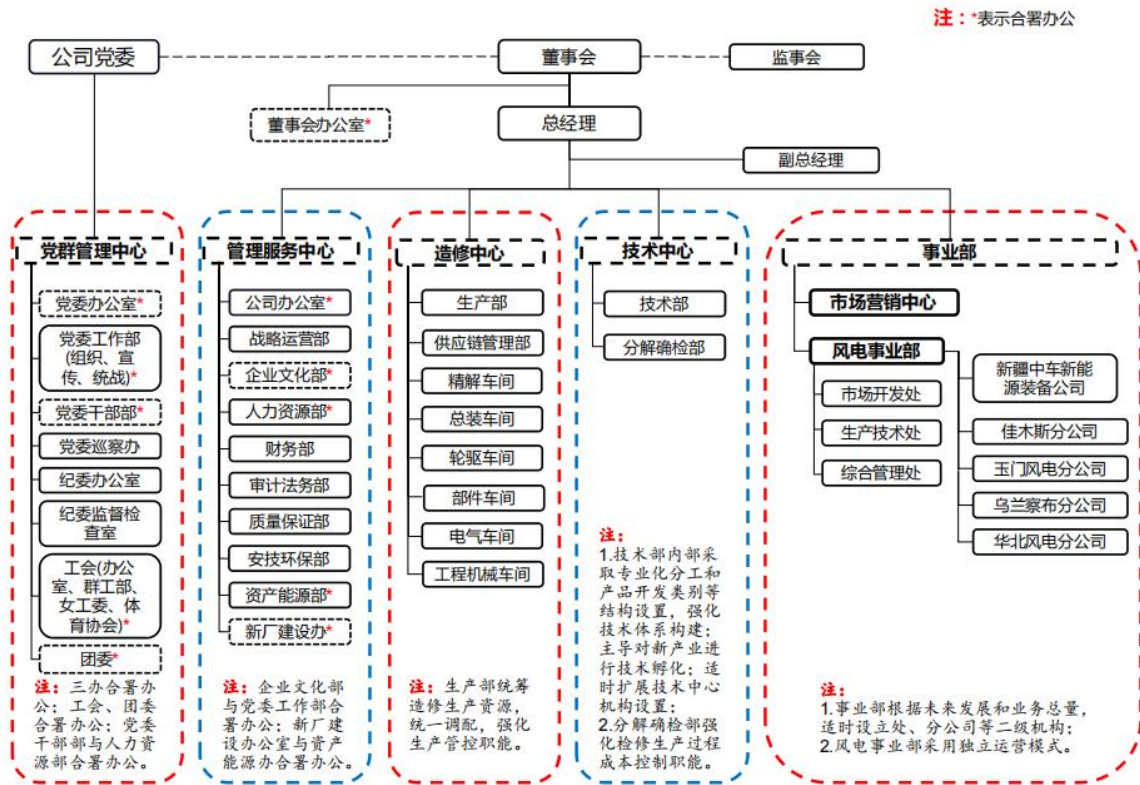 注：*表示合署办公
公司党委
董事会
监事会
董事会办公室*
总经理
副总经理
党群管理中心
党委办公室*
党委工作部
(组织、宣
传、统战)*
党委干部部*
党委巡察办
纪委办公室
纪委监督检
查室
工会(办公
室、群工部、
女工委、体
育协会)*
团委*
注：三办合署办
公；工会、团委
合署办公；党委
干部部与人力资
源部合署办公。
管理服务中心
公司办公室*
战略运营部
企业文化部*
人力资源部*
财务部
审计法务部
质量保证部
安技环保部
资产能源部*
新厂建设办*
注：企业文化部
与党委工作部合
署办公；新厂建
设办公室与资产
能源办合署办公。
造修中心
生产部
供应链管理部
精解车间
总装车间
轮驱车间
部件车间
电气车间
工程机械车间
注：生产部统筹
造修生产资源，
统一调配，强化
生产管控职能。
技术中心
技术部
分解确检部
注：
1.技术部内部采
取专业化分工和
产品开发类别等
结构设置，强化
技术体系构建；
主导对新产业进
行技术孵化；适
时扩展技术中心
机构设置；
2.分解确检部强
化检修生产过程
成本控制职能。
事业部
市场营销中心
风电事业部
市场开发处
生产技术处
综合管理处
新疆中车新能
源装备公司
佳木斯分公司
玉门风电分公司
乌兰察布分公司
华北风电分公司
注：
1.事业部根据未来发展和业务总量，
适时设立处、分公司等二级机构；
2.风电事业部采用独立运营模式。